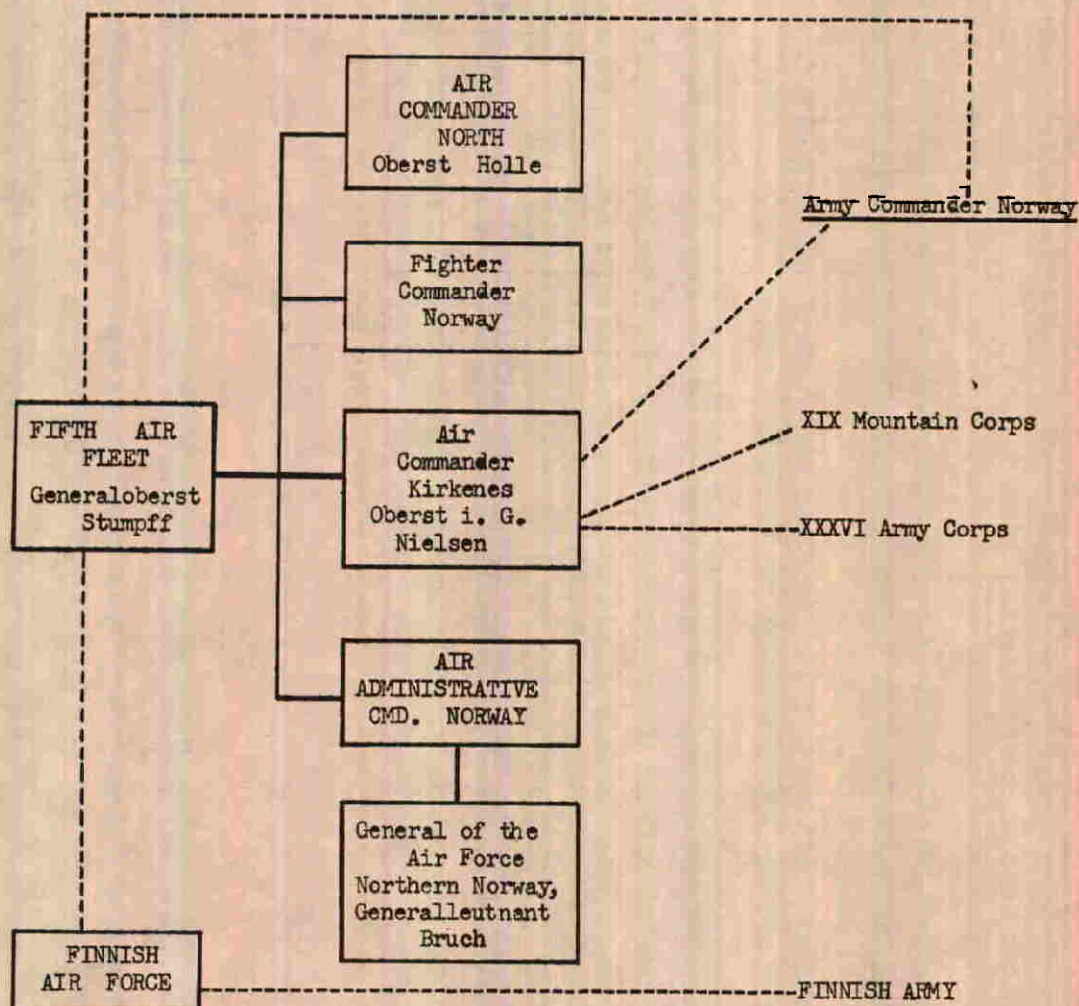 AIR
COMMANDER
NORTH
Oberst Holle
Army Commander Norway
Fighter
Commander
Norway
FIFTH AIR
FLEET
Generaloberst
Stumpff
Air
Commander
Kirkenes
Oberst i. G.
Nielsen
XIX Mountain Corps
XXXVI Army Corps
AIR
ADMINISTRATIVE
CMD. NORWAY
General of the
Air Force
Northern Norway,
Generalleutnant
Bruch
FINNISH
AIR FORCE
FINNISH ARMY